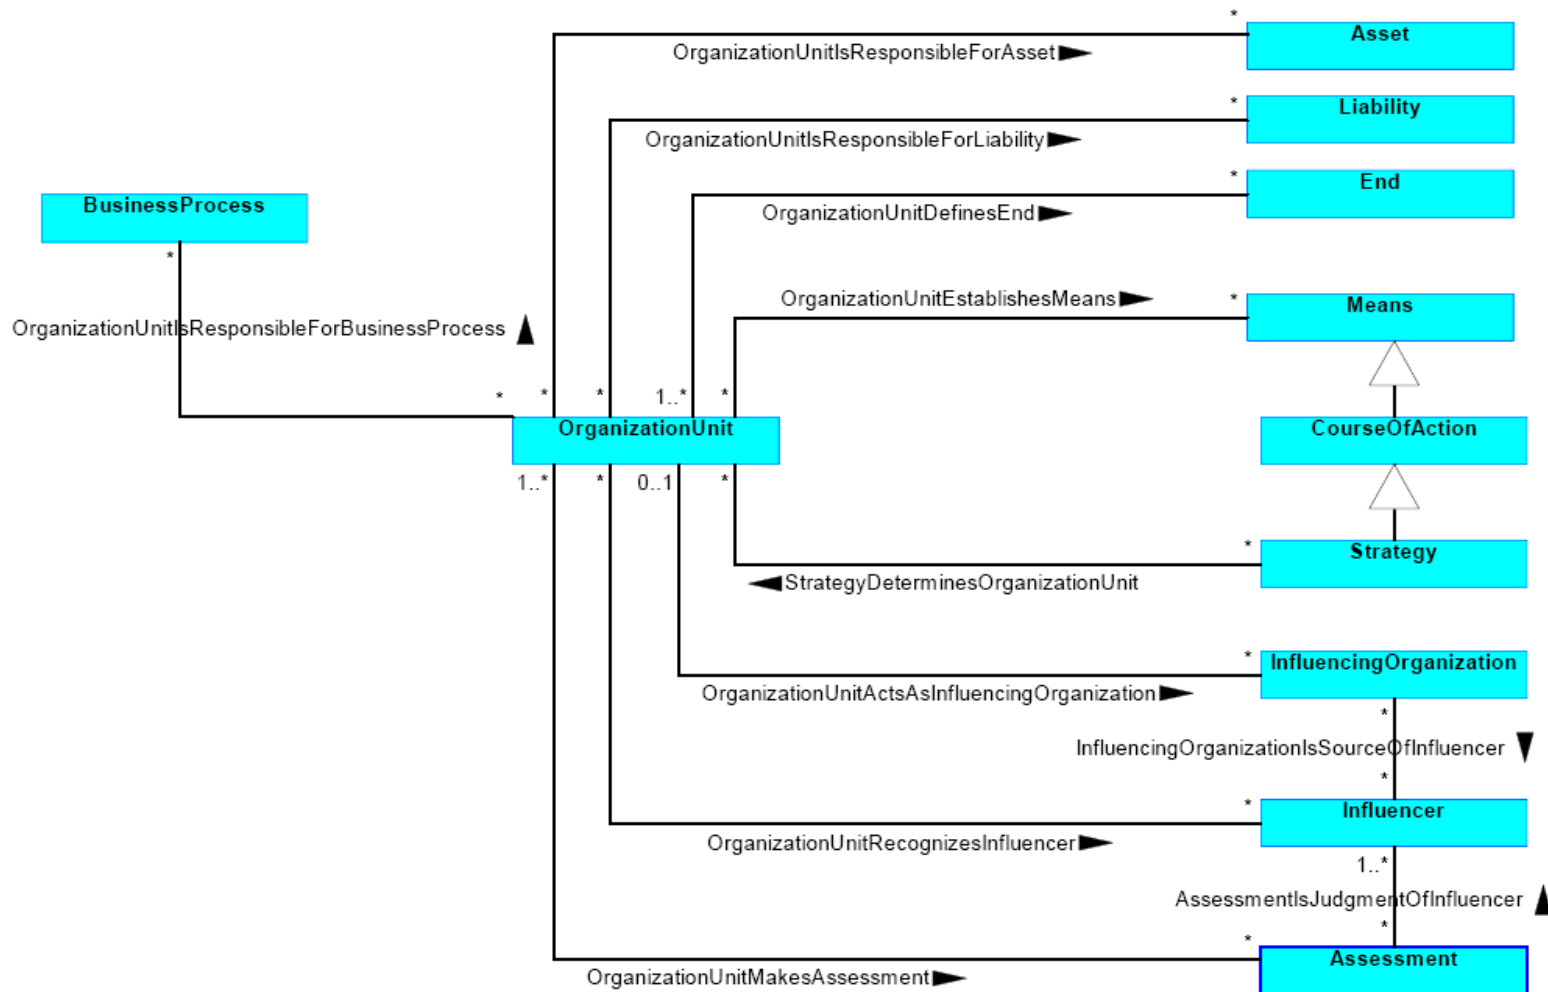 *
Asset
OrganizationUnitIsResponsibleForAsset
*
Liability
OrganizationUnitIsResponsibleForLiability
*
End
BusinessProcess
OrganizationUnitDefinesEnd
*
OrganizationUnitEstablishesMeans
*
Means
OrganizationUnitIsResponsibleForBusinessProcess
* * * 1..* *
OrganizationUnit
CourseOfAction
1..* * 0..1 *
*
Strategy
StrategyDeterminesOrganizationUnit
*
InfluencingOrganization
OrganizationUnitActsAsInfluencingOrganization
*
InfluencingOrganizationIsSourceOfInfluencer
*
*
Influencer
OrganizationUnitRecognizesInfluencer
1..*
AssessmentIsJudgmentOfInfluencer
*
*
Assessment
OrganizationUnitMakesAssessment